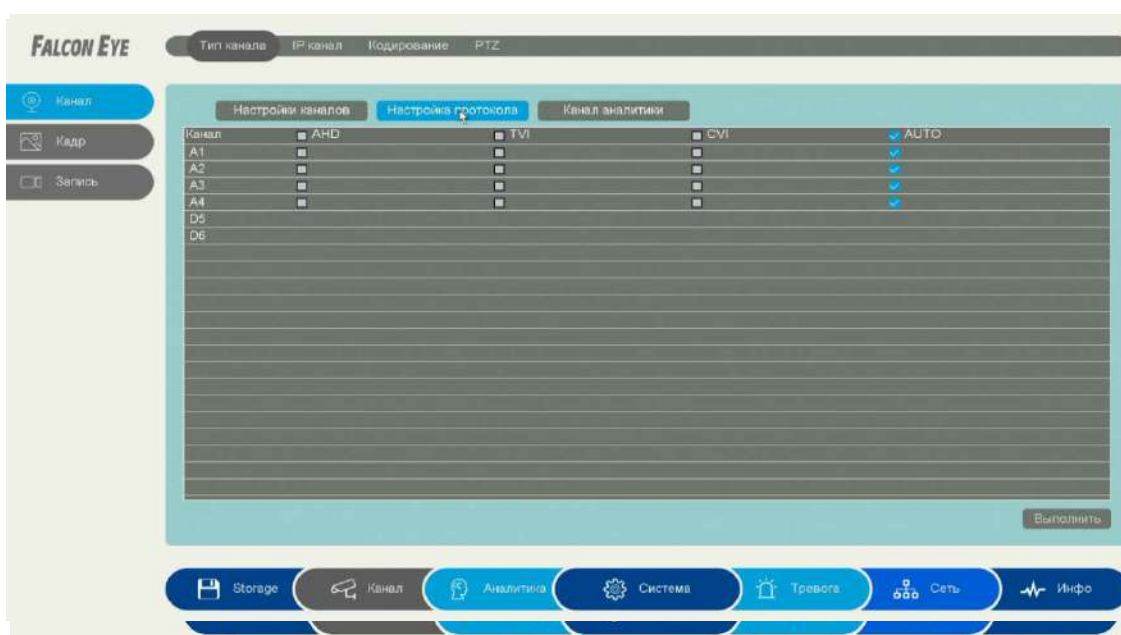 FALCON EYE
Тип канала IP канал Кодирование PTZ
Канал
Кадр
Запись
Настройки каналов Настройка протокола Канал аналитики
Канал AHD TVI CVI AUTO
A1
A2
A3
A4
D5
D6
Выполнить
Storage Канал Аналитика Система Тревога Сеть Инфо